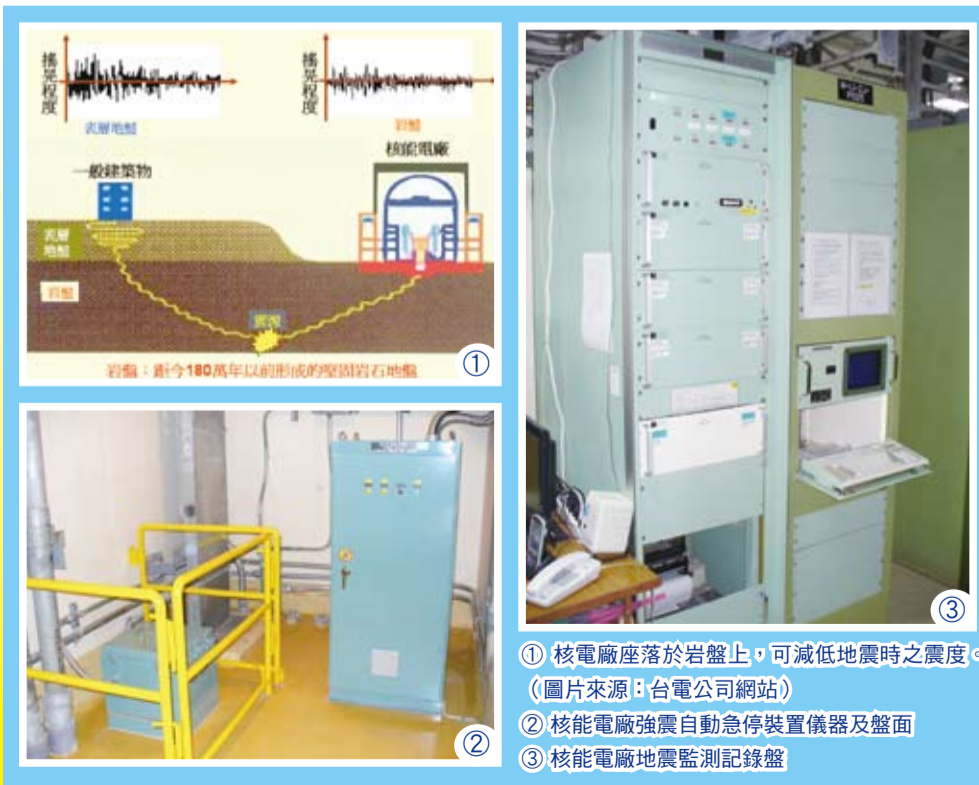 搖晃程度
表層地盤
搖晃程度
岩盤
一般建築物
核能電廠
表層
地盤
岩盤
震源
岩盤：距今180萬年以前形成的堅固岩石地盤
①
②
③
① 核電廠座落於岩盤上，可減低地震時之震度。
（圖片來源：台電公司網站）
② 核能電廠強震自動急停裝置儀器及盤面
③ 核能電廠地震監測記錄盤